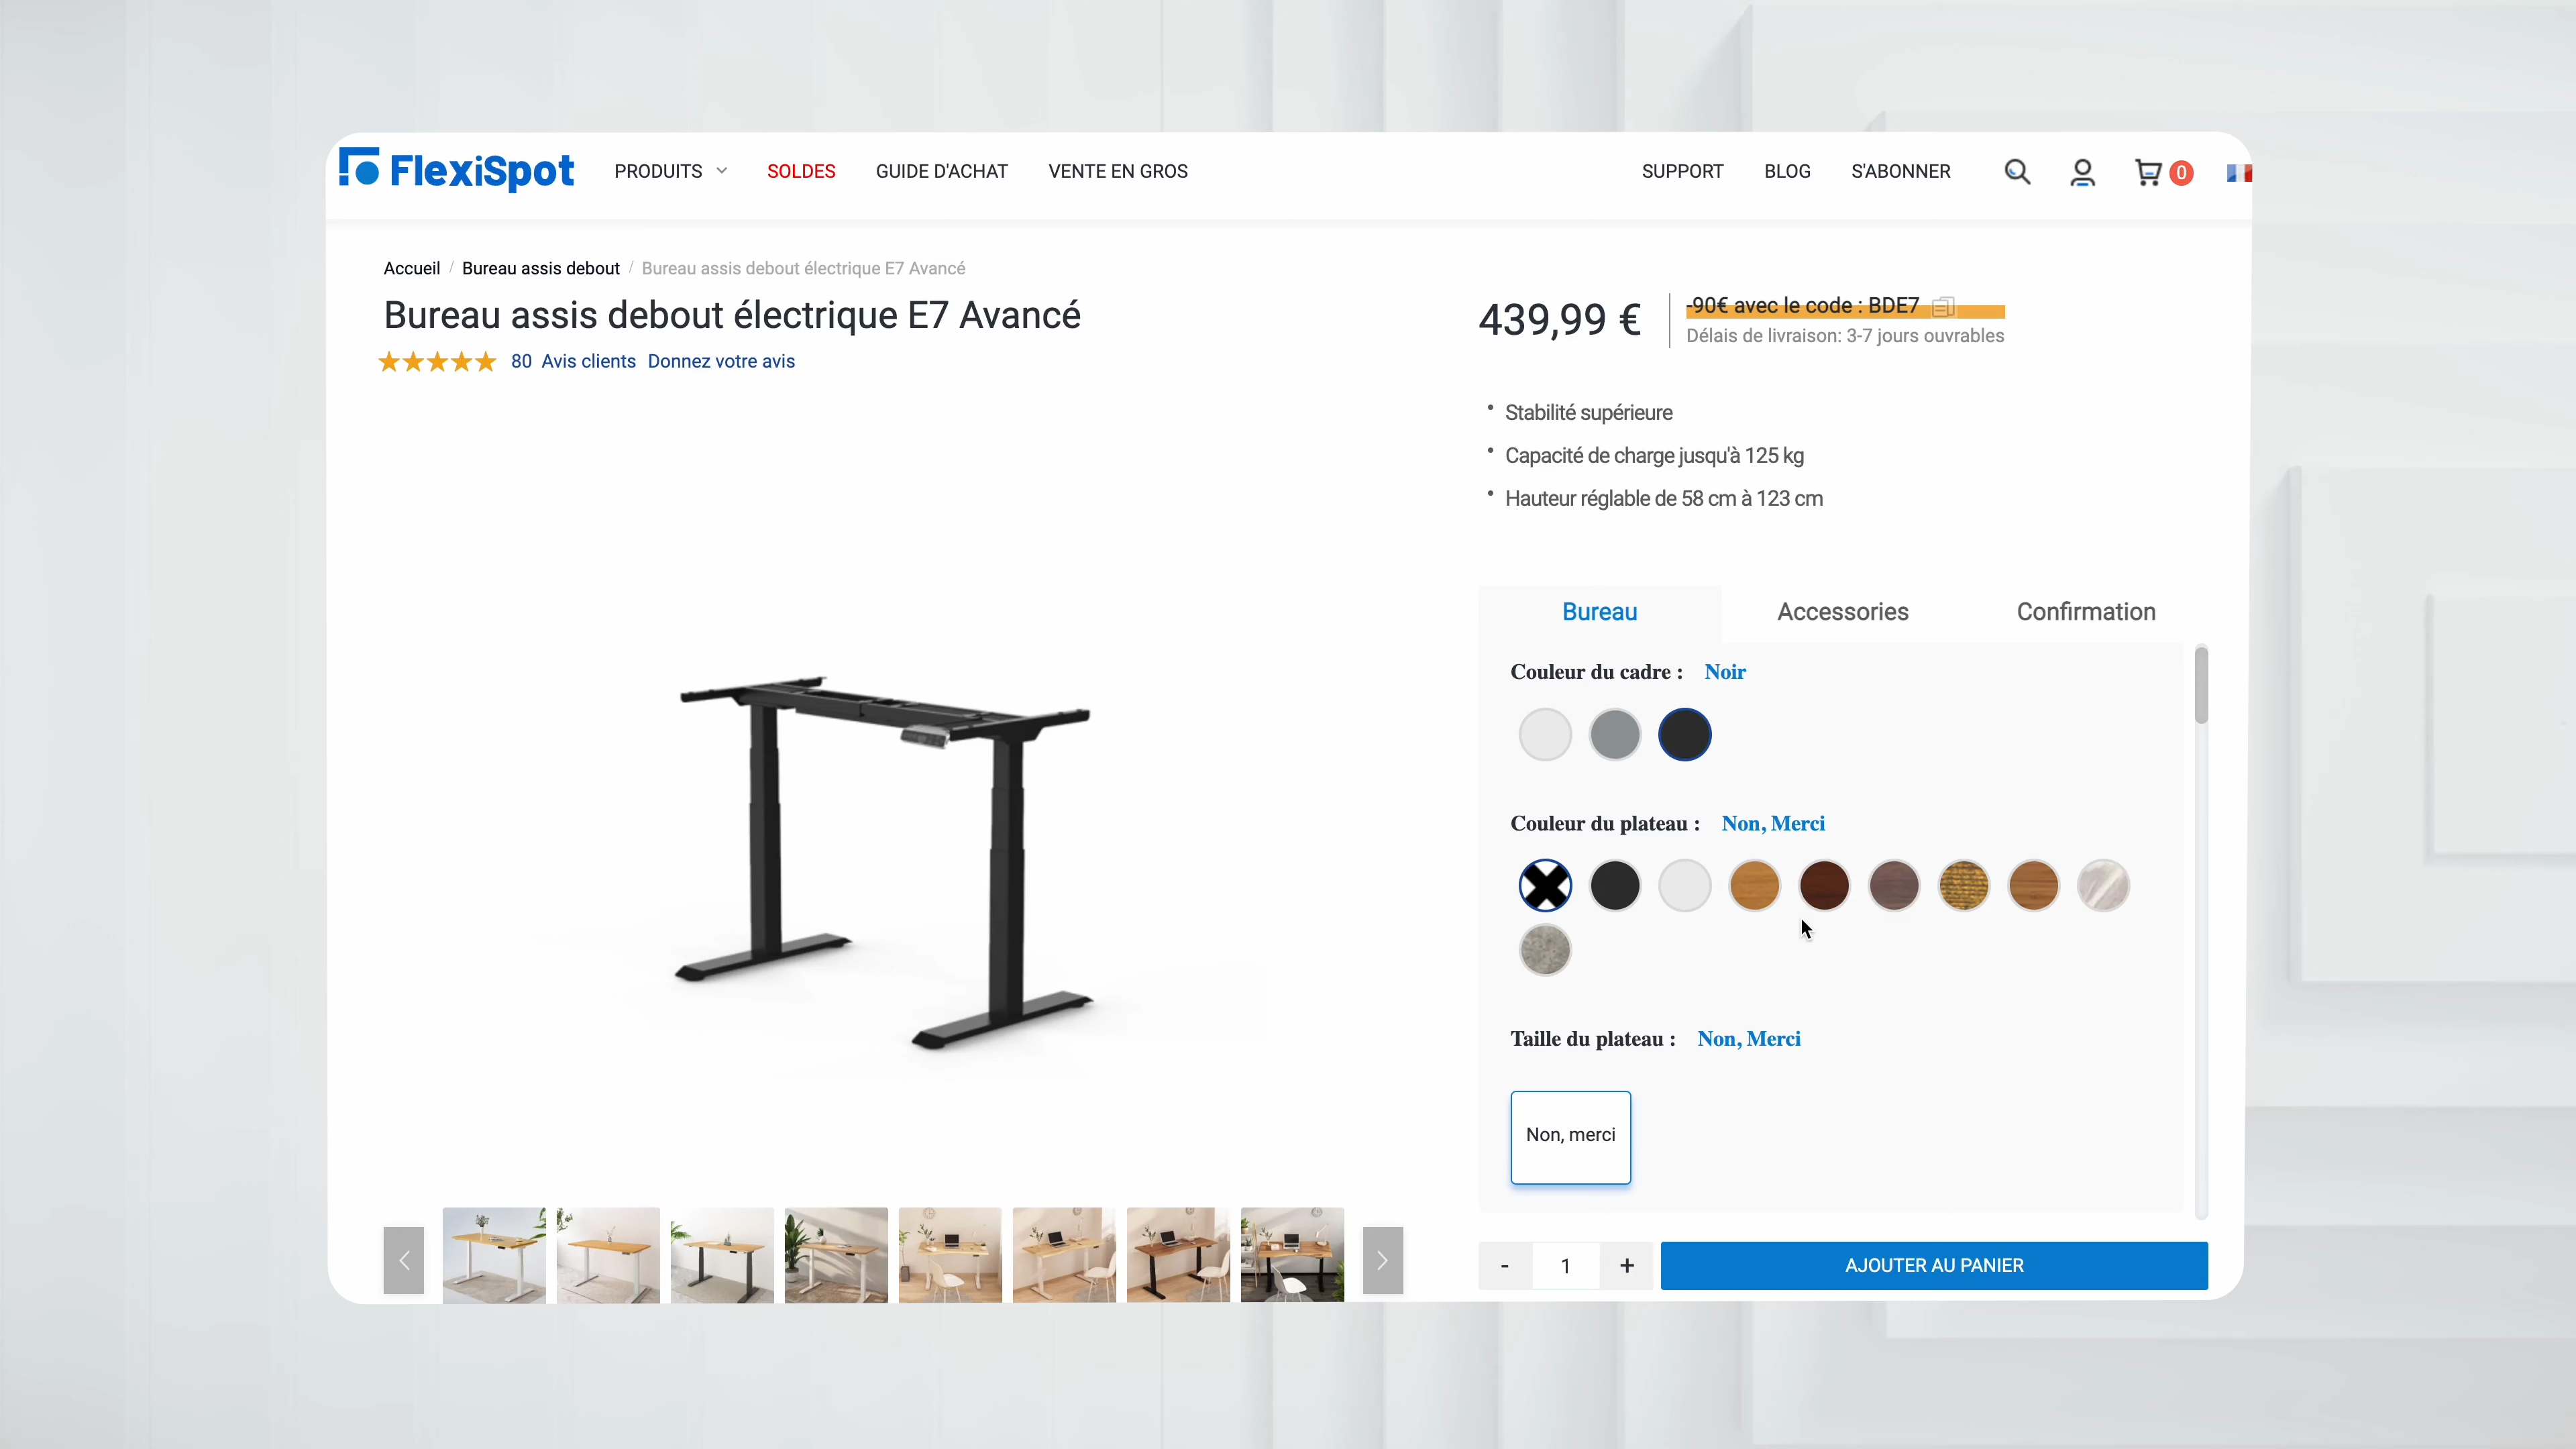 FlexiSpot
PRODUITS
SOLDES
GUIDE D'ACHAT
VENTE EN GROS
SUPPORT
BLOG
S'ABONNER
0
Accueil / Bureau assis debout / Bureau assis debout électrique E7 Avancé
Bureau assis debout électrique E7 Avancé
80 Avis clients Donnez votre avis
439,99 €
-90€ avec le code : BDE7
Délais de livraison: 3-7 jours ouvrables
• Stabilité supérieure
• Capacité de charge jusqu'à 125 kg
• Hauteur réglable de 58 cm à 123 cm
Bureau
Accessories
Confirmation
Couleur du cadre : Noir
Couleur du plateau : Non, Merci
Taille du plateau : Non, Merci
Non, merci
- 1 +
AJOUTER AU PANIER